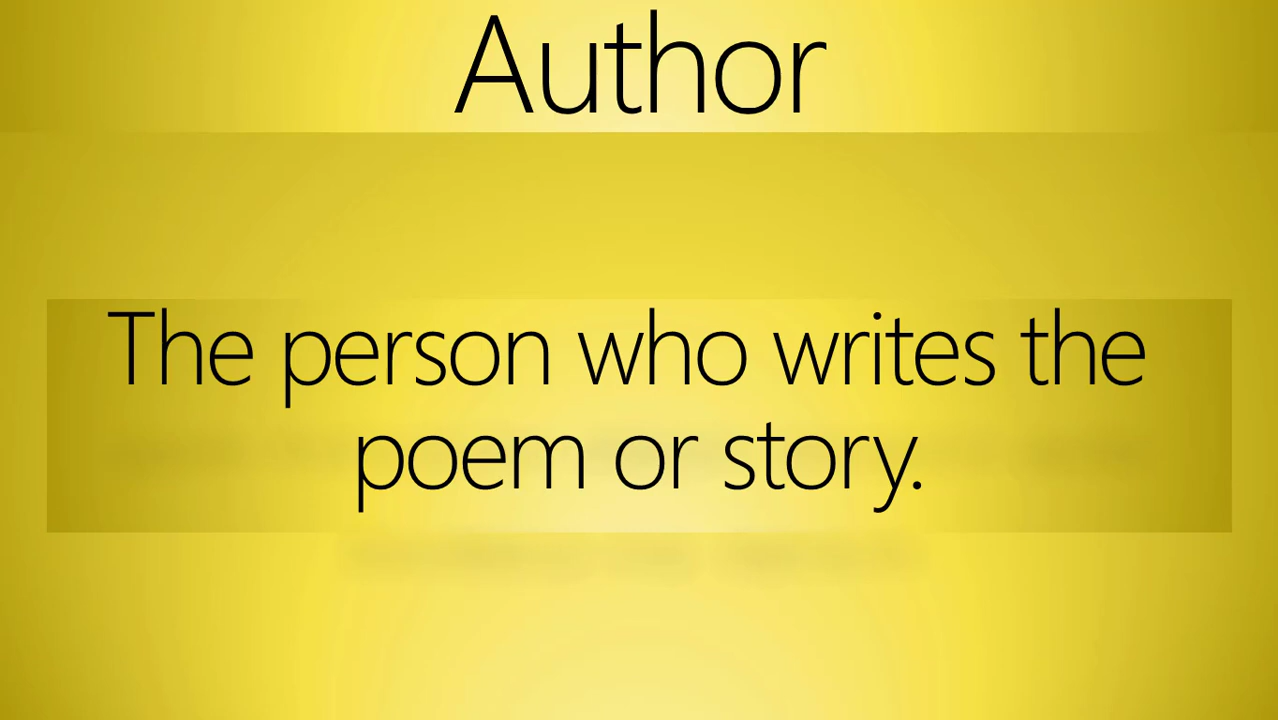 Author
The person who writes the
poem or story.